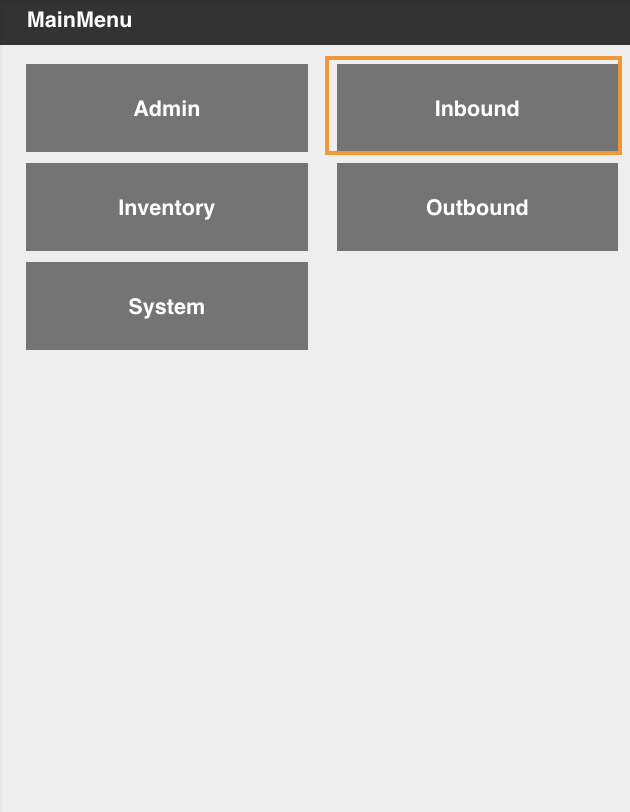 MainMenu
Admin
Inbound
Inventory
Outbound
System